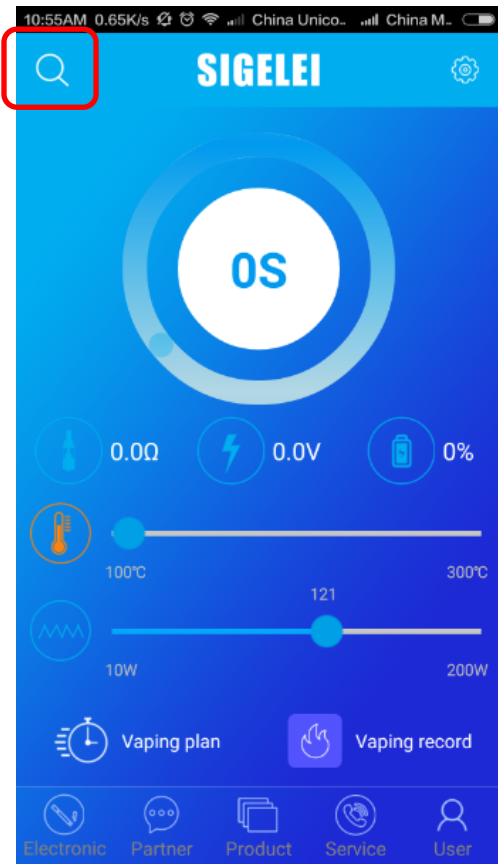 10:55AM 0.65K/s China Unico.. China M..
SIGELEI
0S
0.0Ω 0.0V 0%
100℃ 300℃
121
10W 200W
Vaping plan Vaping record
Electronic Partner Product Service User